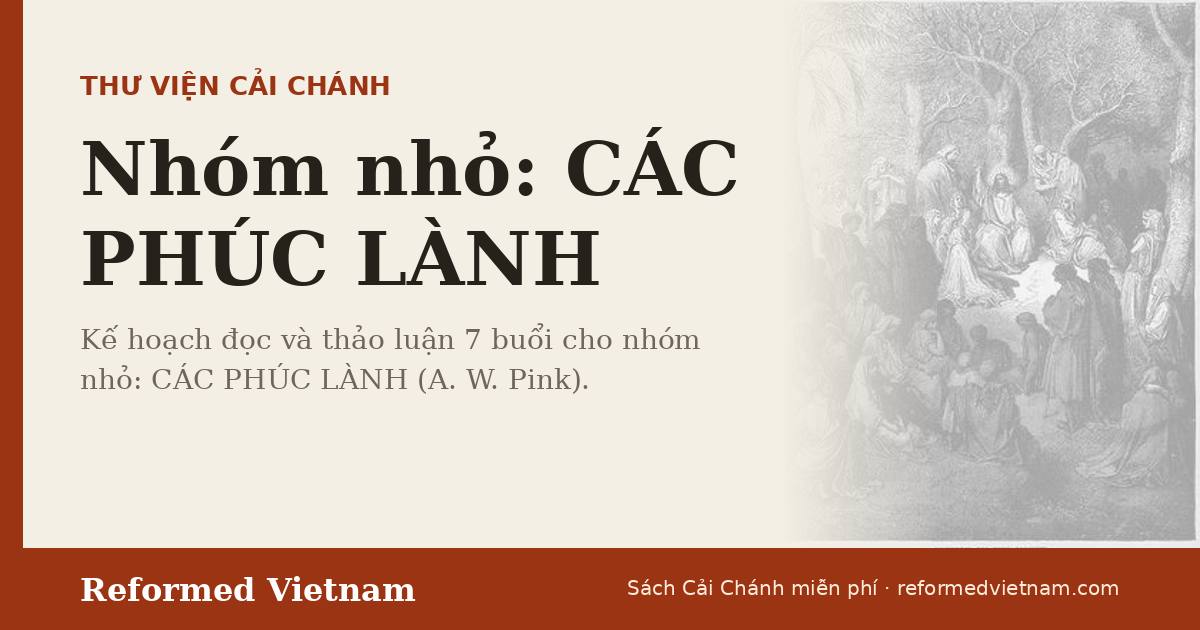 THƯ VIỆN CẢI CHÁNH
Nhóm nhỏ: CÁC
PHÚC LÀNH
Kế hoạch đọc và thảo luận 7 buổi cho nhóm
nhỏ: CÁC PHÚC LÀNH (A. W. Pink).
Reformed Vietnam
Sách Cải Chánh miễn phí · reformedvietnam.com